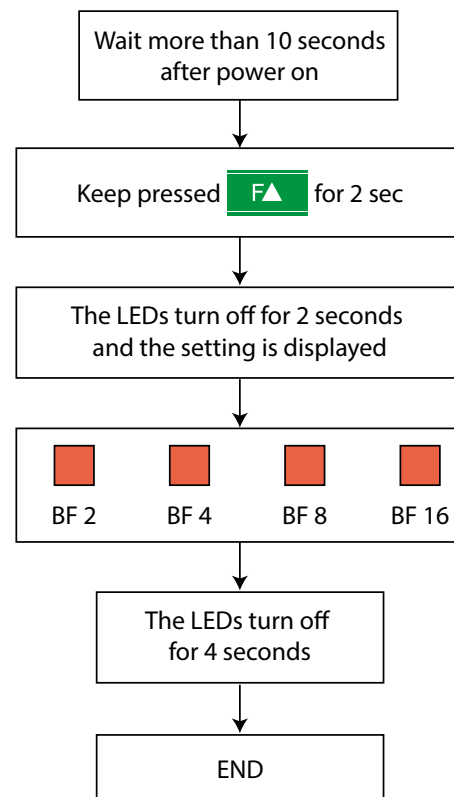 Wait more than 10 seconds
after power on
Keep pressed F▲ for 2 sec
The LEDs turn off for 2 seconds
and the setting is displayed
BF 2 BF 4 BF 8 BF 16
The LEDs turn off
for 4 seconds
END